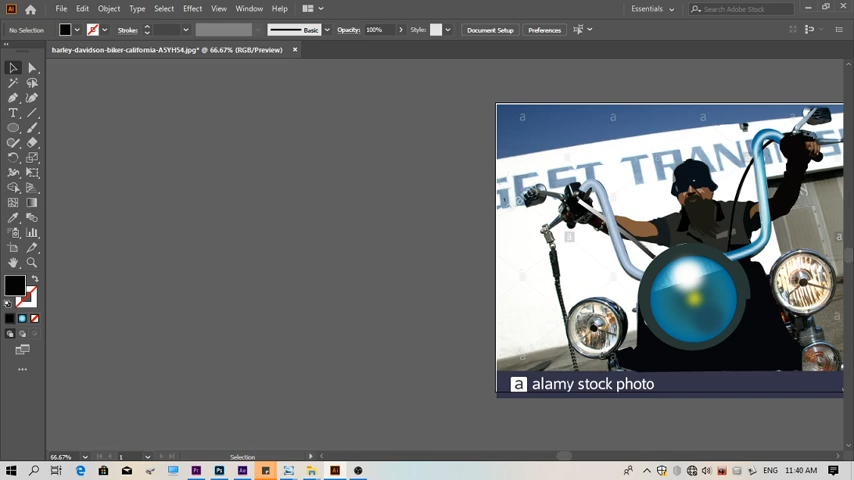 Ai File Edit Object Type Select Effect View Window Help Essentials Search Adobe Stock
No Selection Stroke: Basic Opacity: 100% Style: Document Setup Preferences
harley-davidson-biker-california-A5YH54.jpg* @ 66.67% (RGB/Preview)
GEST TRANSMIS
a alamy stock photo
66.67% 1 Selection
ENG 11:40 AM